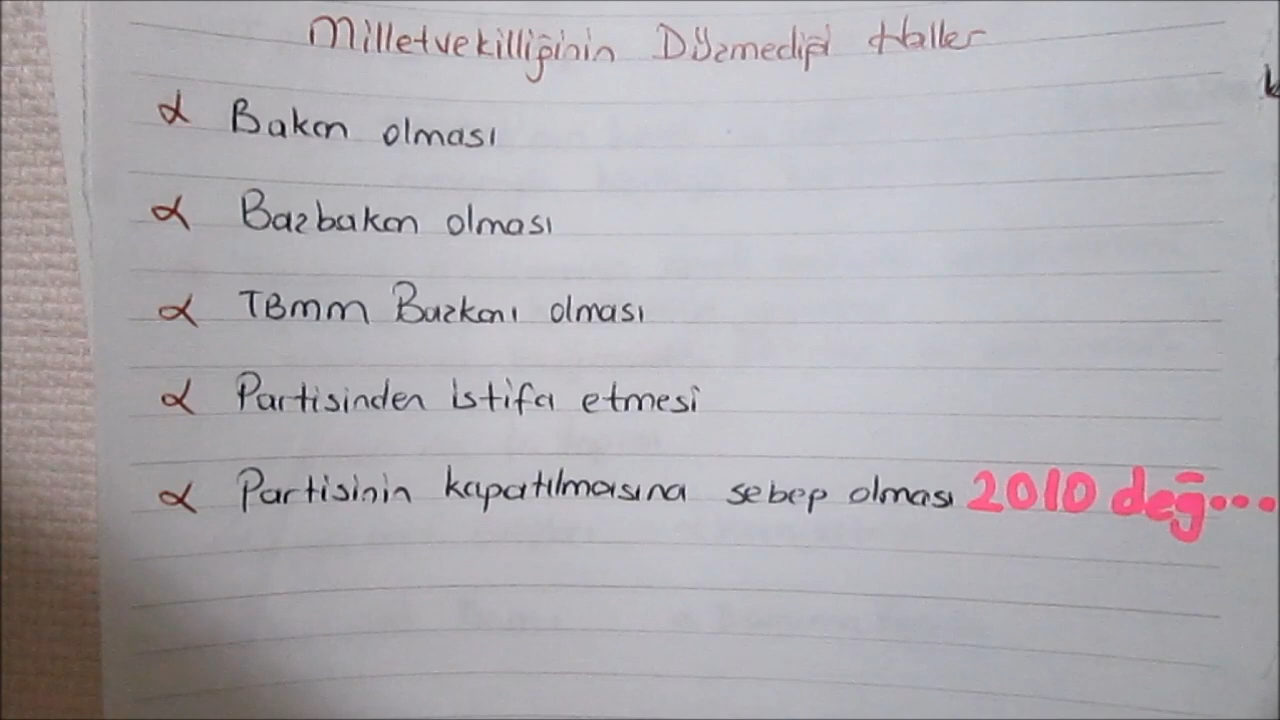 Milletvekilliğinin Düşmediği Haller
α Bakan olması
α Başbakan olması
α TBMM Başkanı olması
α Partisinden istifa etmesi
α Partisinin kapatılmasına sebep olması 2010 değ...